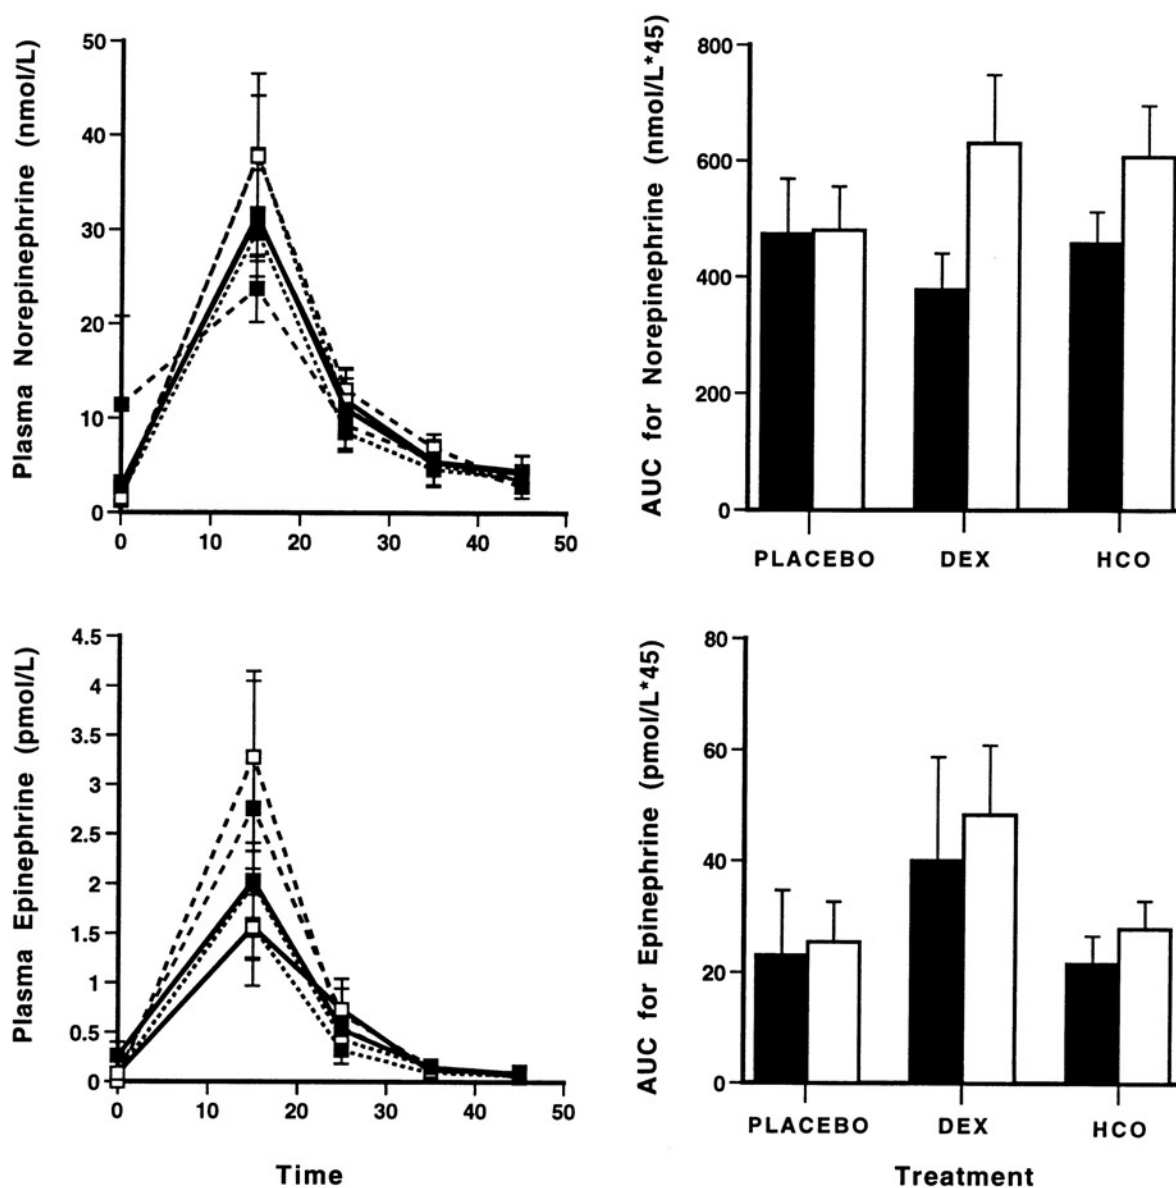 Plasma Norepinephrine (nmol/L)
50
40
30
20
10
0
0 10 20 30 40 50
AUC for Norepinephrine (nmol/L*45)
800
600
400
200
0
PLACEBO DEX HCO
Plasma Epinephrine (pmol/L)
4.5
4
3.5
3
2.5
2
1.5
1
0.5
0
0 10 20 30 40 50
Time
AUC for Epinephrine (pmol/L*45)
80
60
40
20
0
PLACEBO DEX HCO
Treatment